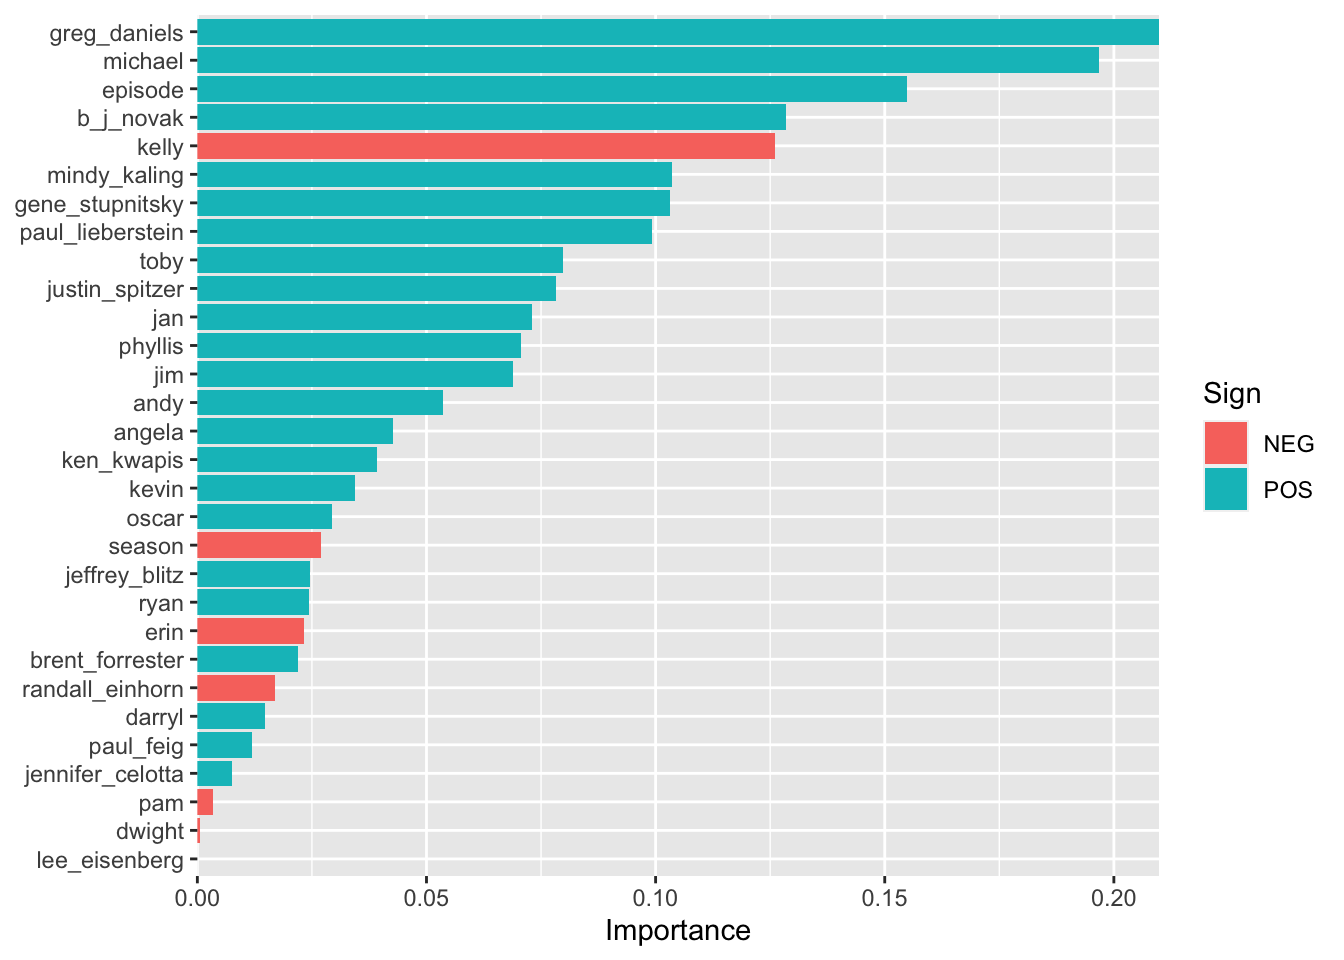 greg_daniels
michael
episode
b_j_novak
kelly
mindy_kaling
gene_stupnitsky
paul_lieberstein
toby
justin_spitzer
jan
phyllis
jim
andy
angela
ken_kwapis
kevin
oscar
season
jeffrey_blitz
ryan
erin
brent_forrester
randall_einhorn
darryl
paul_feig
jennifer_celotta
pam
dwight
lee_eisenberg
0.00 0.05 0.10 0.15 0.20
Importance
Sign
NEG
POS